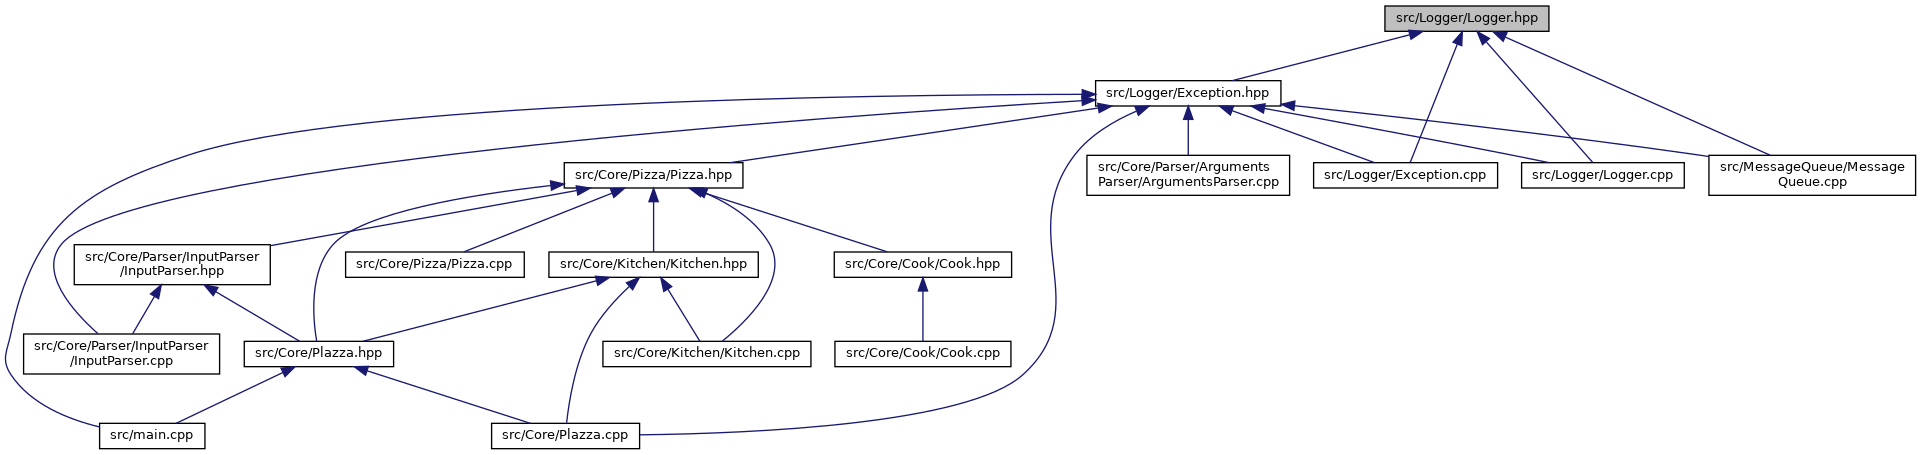 src/Logger/Logger.hpp
src/Logger/Exception.hpp
src/Core/Pizza/Pizza.hpp
src/Core/Parser/Arguments
Parser/ArgumentsParser.cpp
src/Logger/Exception.cpp
src/Logger/Logger.cpp
src/MessageQueue/Message
Queue.cpp
src/Core/Parser/InputParser
/InputParser.hpp
src/Core/Pizza/Pizza.cpp
src/Core/Kitchen/Kitchen.hpp
src/Core/Cook/Cook.hpp
src/Core/Parser/InputParser
/InputParser.cpp
src/Core/Plazza.hpp
src/Core/Kitchen/Kitchen.cpp
src/Core/Cook/Cook.cpp
src/main.cpp
src/Core/Plazza.cpp